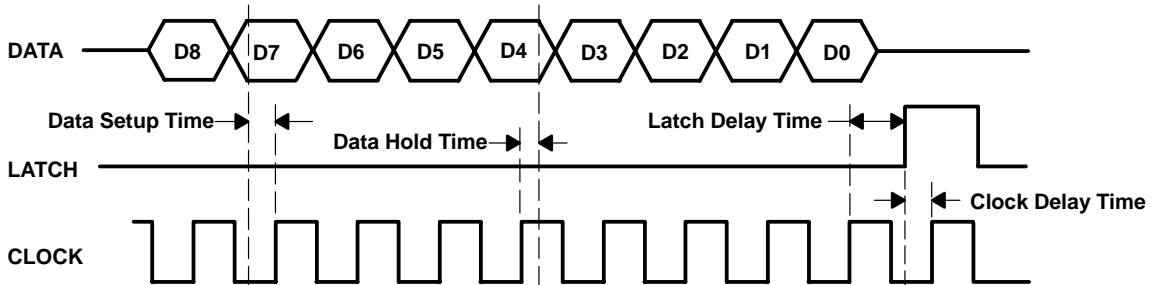 DATA
D8 D7 D6 D5 D4 D3 D2 D1 D0
Data Setup Time
Latch Delay Time
Data Hold Time
LATCH
Clock Delay Time
CLOCK